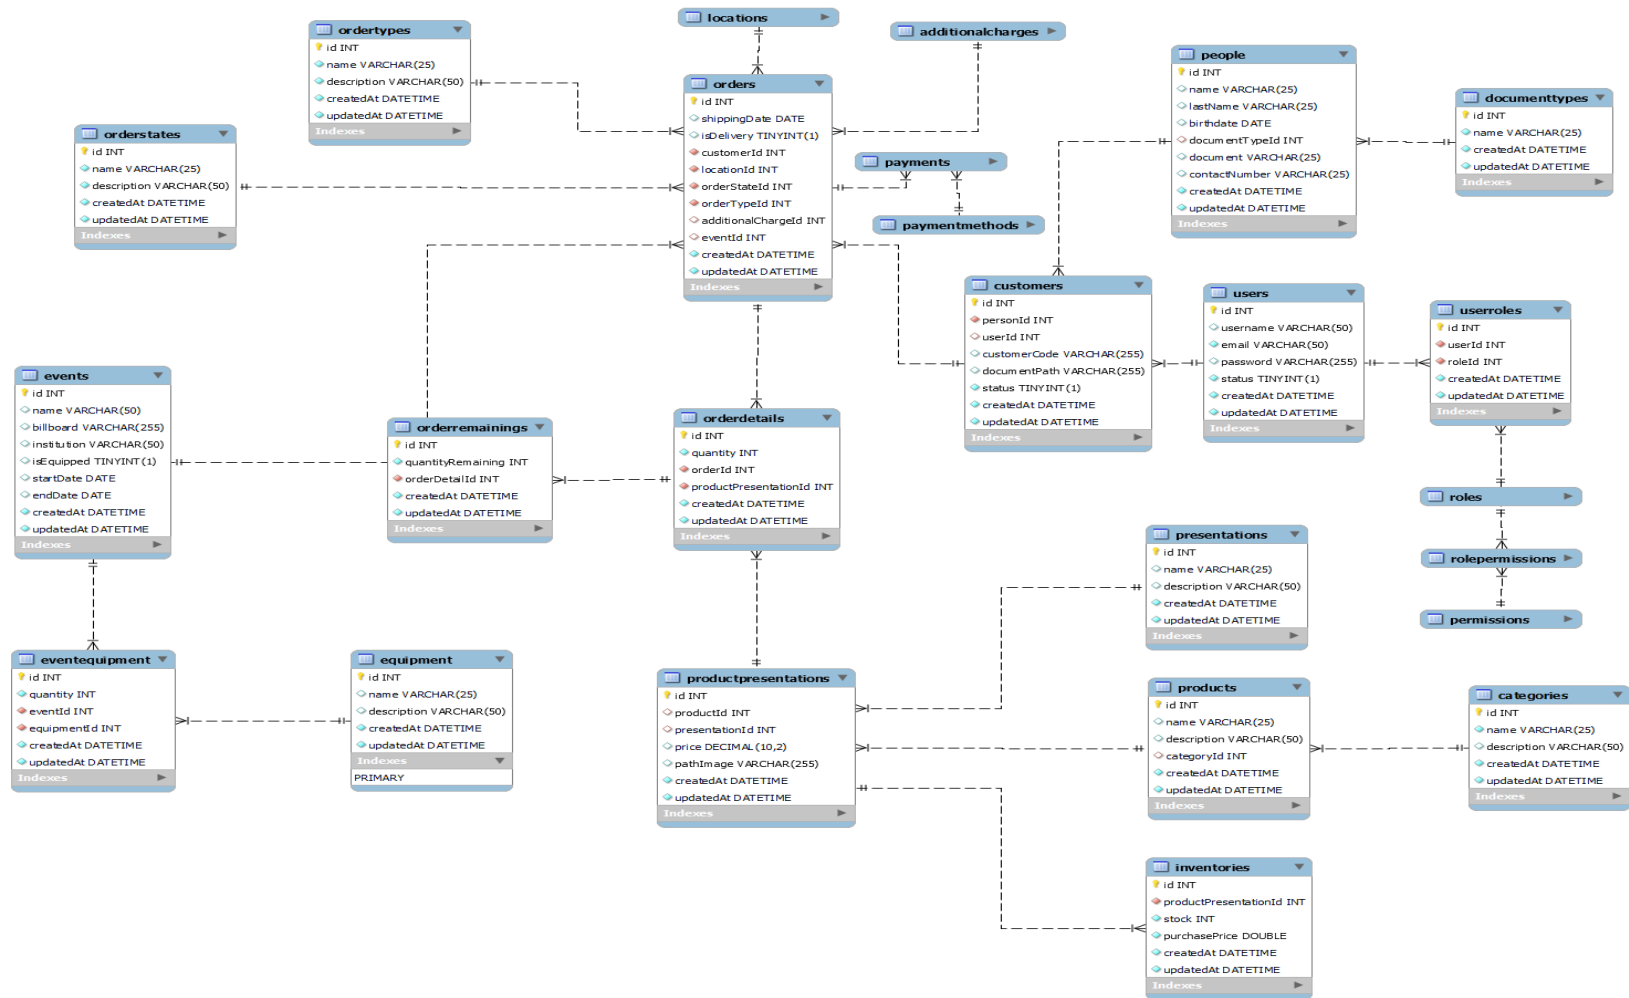 locations
ordertypes
id INT
name VARCHAR(25)
description VARCHAR(50)
createdAt DATETIME
updatedAt DATETIME
Indexes
additionalcharges
people
id INT
name VARCHAR(25)
lastName VARCHAR(25)
birthdate DATE
documentTypeId INT
document VARCHAR(25)
contactNumber VARCHAR(25)
createdAt DATETIME
updatedAt DATETIME
Indexes
orders
id INT
shippingDate DATE
isDelivery TINYINT(1)
customerId INT
locationId INT
orderStateId INT
orderTypeId INT
additionalChargeId INT
eventId INT
createdAt DATETIME
updatedAt DATETIME
Indexes
documenttypes
id INT
name VARCHAR(25)
createdAt DATETIME
updatedAt DATETIME
Indexes
orderstates
id INT
name VARCHAR(25)
description VARCHAR(50)
createdAt DATETIME
updatedAt DATETIME
Indexes
payments
paymentmethods
customers
id INT
personId INT
userId INT
customerCode VARCHAR(255)
documentPath VARCHAR(255)
status TINYINT(1)
createdAt DATETIME
updatedAt DATETIME
Indexes
users
id INT
username VARCHAR(50)
email VARCHAR(50)
password VARCHAR(255)
status TINYINT(1)
createdAt DATETIME
updatedAt DATETIME
Indexes
userroles
id INT
userId INT
roleId INT
createdAt DATETIME
updatedAt DATETIME
Indexes
events
id INT
name VARCHAR(50)
billboard VARCHAR(255)
institution VARCHAR(50)
isEquipped TINYINT(1)
startDate DATE
endDate DATE
createdAt DATETIME
updatedAt DATETIME
Indexes
orderremainings
id INT
quantityRemaining INT
orderDetailId INT
createdAt DATETIME
updatedAt DATETIME
Indexes
orderdetails
id INT
quantity INT
orderId INT
productPresentationId INT
createdAt DATETIME
updatedAt DATETIME
Indexes
roles
rolepermissions
permissions
presentations
id INT
name VARCHAR(25)
description VARCHAR(50)
createdAt DATETIME
updatedAt DATETIME
Indexes
eventequipment
id INT
quantity INT
eventId INT
equipmentId INT
createdAt DATETIME
updatedAt DATETIME
Indexes
equipment
id INT
name VARCHAR(25)
description VARCHAR(50)
createdAt DATETIME
updatedAt DATETIME
Indexes
PRIMARY
productpresentations
id INT
productId INT
presentationId INT
price DECIMAL(10,2)
pathImage VARCHAR(255)
createdAt DATETIME
updatedAt DATETIME
Indexes
products
id INT
name VARCHAR(25)
description VARCHAR(50)
categoryId INT
createdAt DATETIME
updatedAt DATETIME
Indexes
categories
id INT
name VARCHAR(25)
description VARCHAR(50)
createdAt DATETIME
updatedAt DATETIME
Indexes
inventories
id INT
productPresentationId INT
stock INT
purchasePrice DOUBLE
createdAt DATETIME
updatedAt DATETIME
Indexes